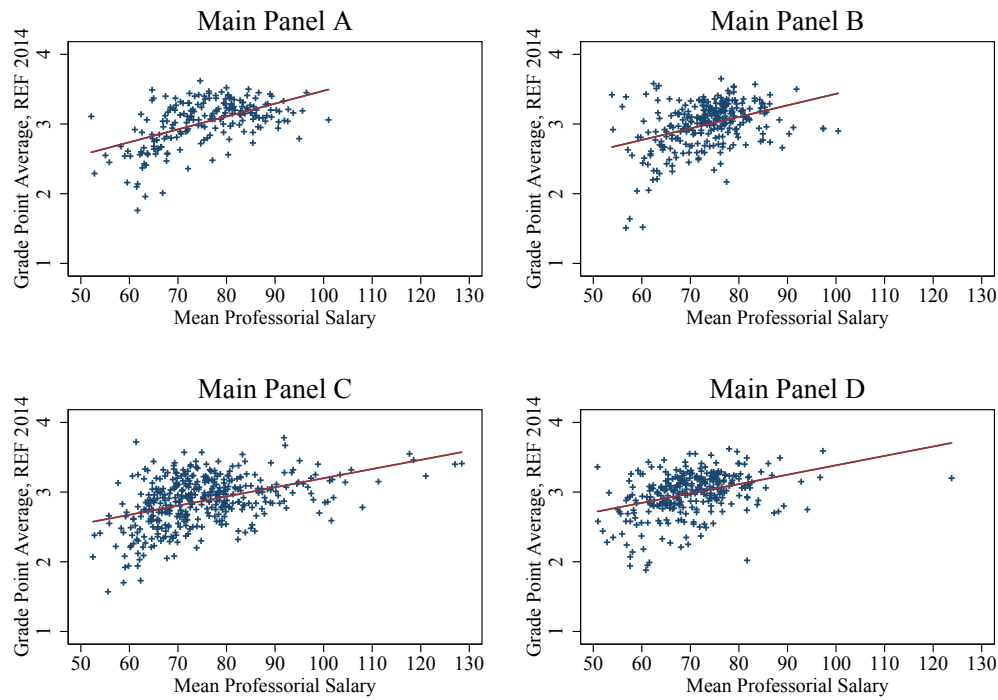 Main Panel A
Grade Point Average, REF 2014
4
3
2
1
50 60 70 80 90 100 110 120 130
Mean Professorial Salary
Main Panel B
Grade Point Average, REF 2014
4
3
2
1
50 60 70 80 90 100 110 120 130
Mean Professorial Salary
Main Panel C
Grade Point Average, REF 2014
4
3
2
1
50 60 70 80 90 100 110 120 130
Mean Professorial Salary
Main Panel D
Grade Point Average, REF 2014
4
3
2
1
50 60 70 80 90 100 110 120 130
Mean Professorial Salary